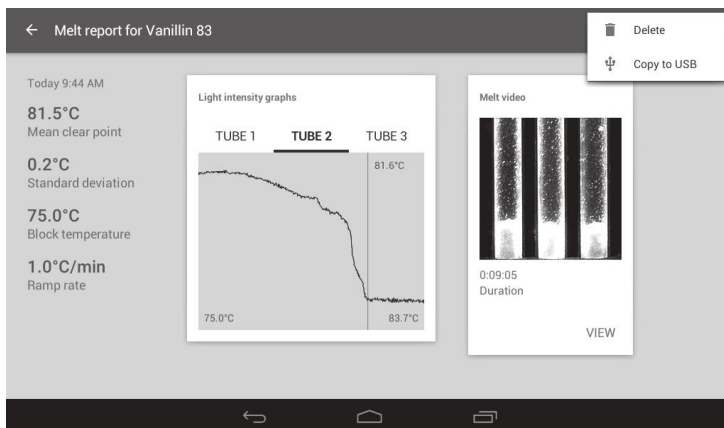 Melt report for Vanillin 83
Delete
Copy to USB
Today 9:44 AM
81.5°C
Mean clear point
0.2°C
Standard deviation
75.0°C
Block temperature
1.0°C/min
Ramp rate
Light intensity graphs
TUBE 1 TUBE 2 TUBE 3
81.6°C
75.0°C 83.7°C
Melt video
0:09:05
Duration
VIEW